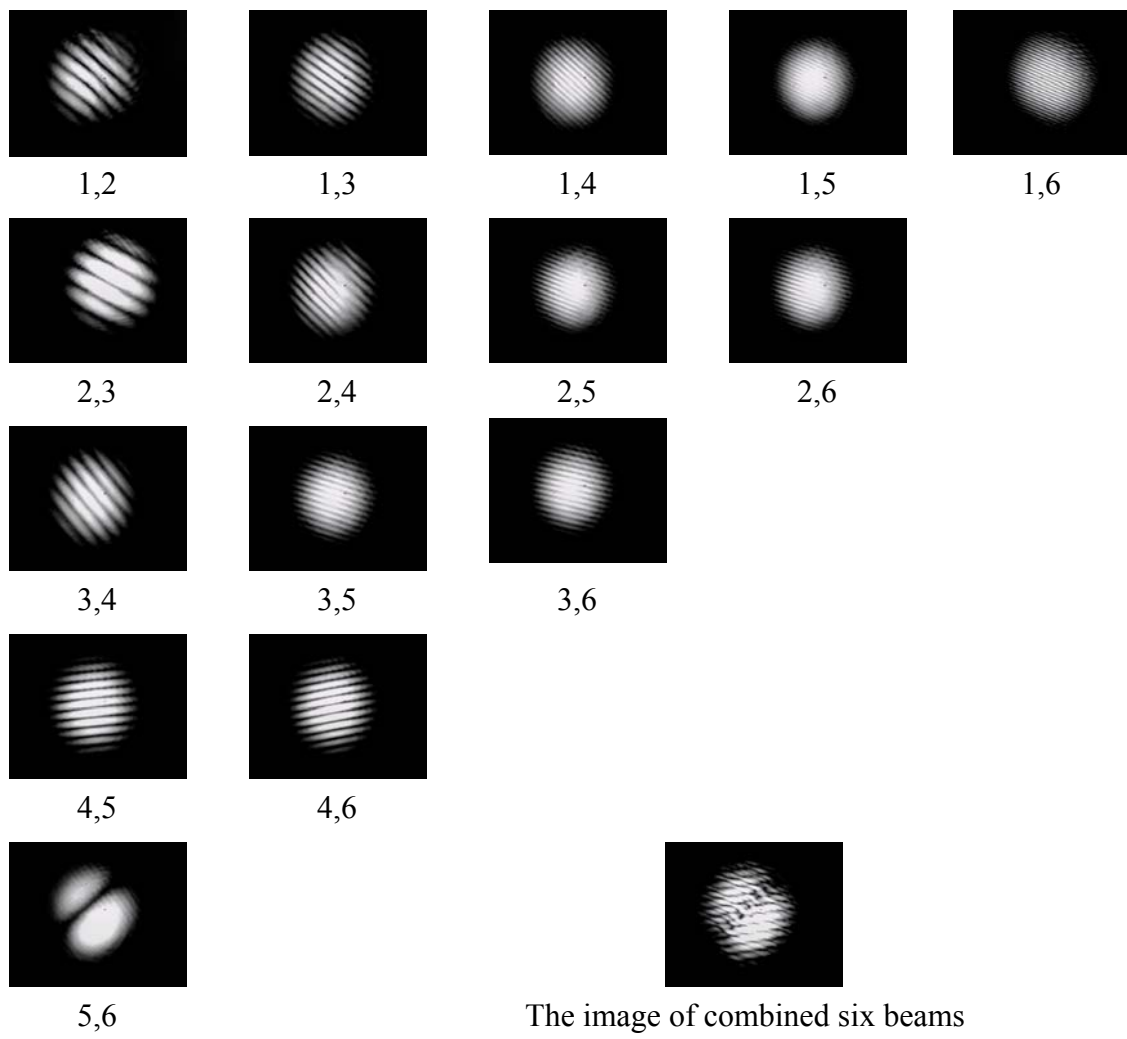 1,2 1,3 1,4 1,5 1,6
2,3 2,4 2,5 2,6
3,4 3,5 3,6
4,5 4,6
5,6 The image of combined six beams